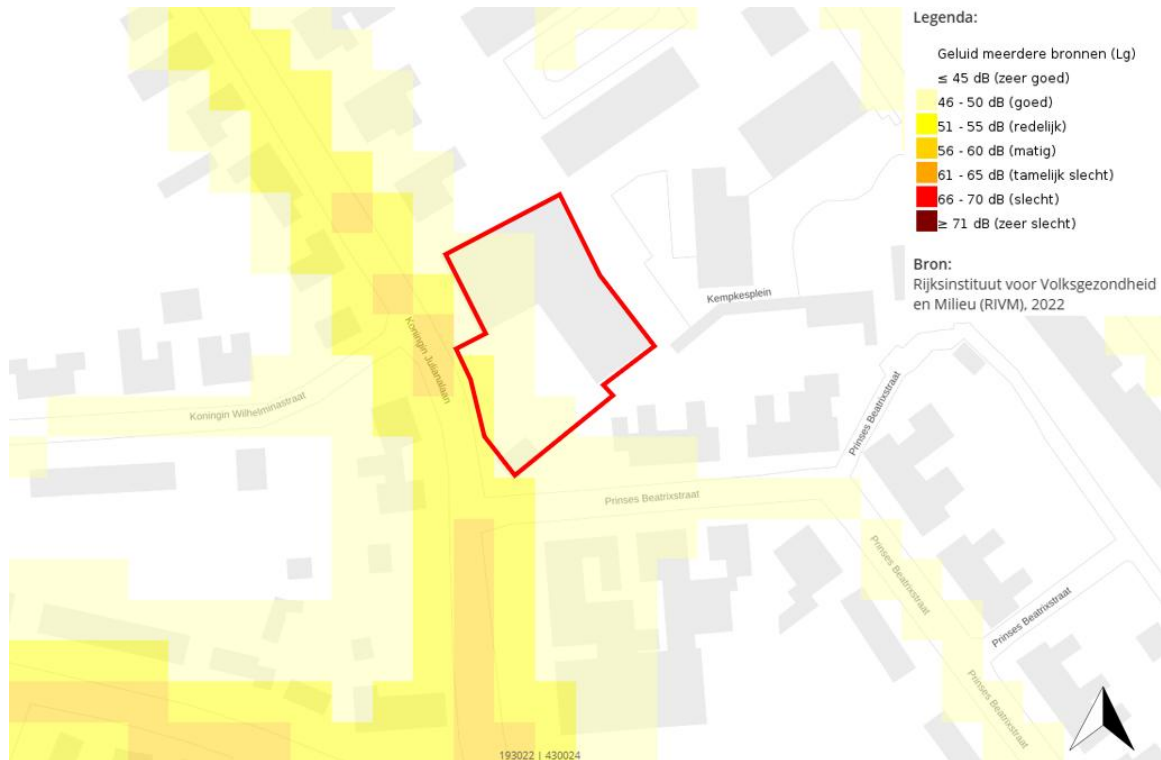 Legenda:
Geluid meerdere bronnen (Lg)
≤ 45 dB (zeer goed)
46 - 50 dB (goed)
51 - 55 dB (redelijk)
56 - 60 dB (matig)
61 - 65 dB (tamelijk slecht)
66 - 70 dB (slecht)
≥ 71 dB (zeer slecht)
Bron:
Rijksinstituut voor Volksgezondheid
en Milieu (RIVM), 2022
Kempkesplein
Koningin Julianalaan
Koningin Wilhelminastraat
Prinses Beatrixstraat
Prinses Beatrixstraat
Prinses Beatrixstraat
Prinses Beatrixstraat
Prinses Beatrixstraat
193022 | 430024